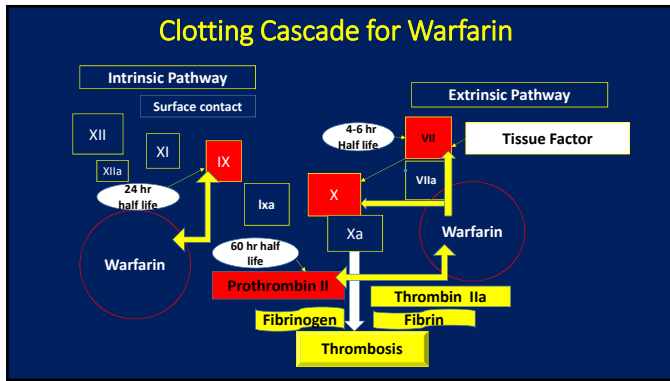 Clotting Cascade for Warfarin
Intrinsic Pathway
Surface contact
XII
XI
XIIa
IX
24 hr
half life
Ixa
Warfarin
Extrinsic Pathway
4-6 hr
Half life
VII
Tissue Factor
VIIa
X
Xa
Warfarin
60 hr half
life
Prothrombin II
Thrombin IIa
Fibrinogen
Fibrin
Thrombosis